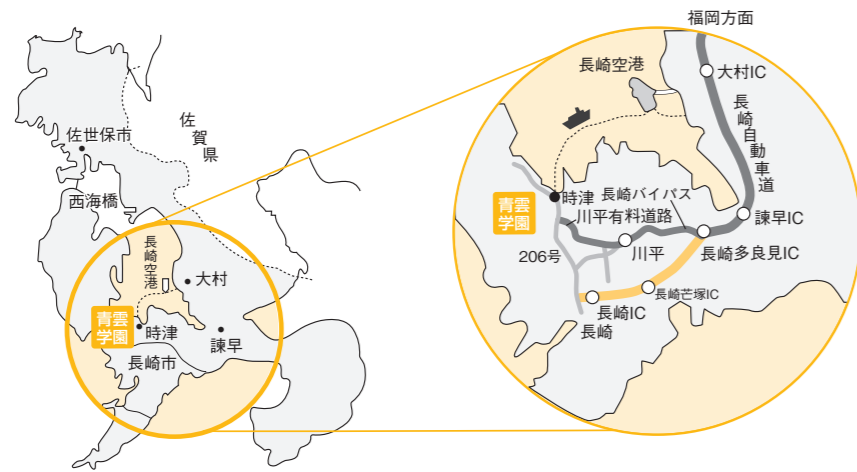 佐世保市
佐賀県
西海橋
長崎空港
大村
青雲
学園
時津
諫早
長崎市
福岡方面
大村IC
長崎空港
長崎自動車道
時津
長崎バイパス
青雲
学園
川平有料道路
諫早IC
206号
川平
長崎多良見IC
長崎芒塚IC
長崎IC
長崎